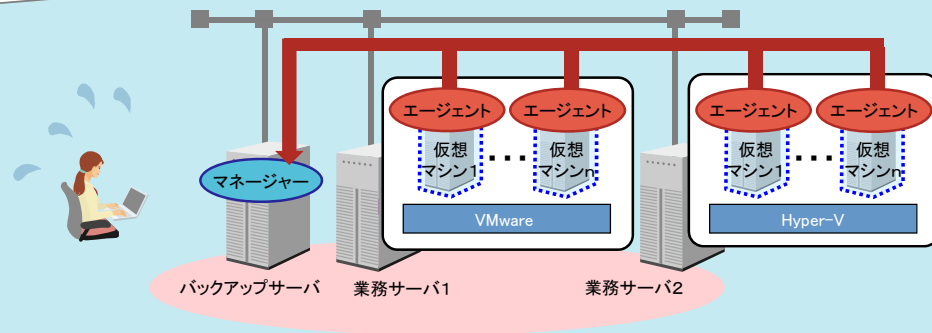 エージェント
エージェント
エージェント
エージェント
仮想
マシン1
・・・
仮想
マシンn
仮想
マシン1
・・・
仮想
マシンn
マネージャー
VMware
Hyper-V
バックアップサーバ
業務サーバ1
業務サーバ2